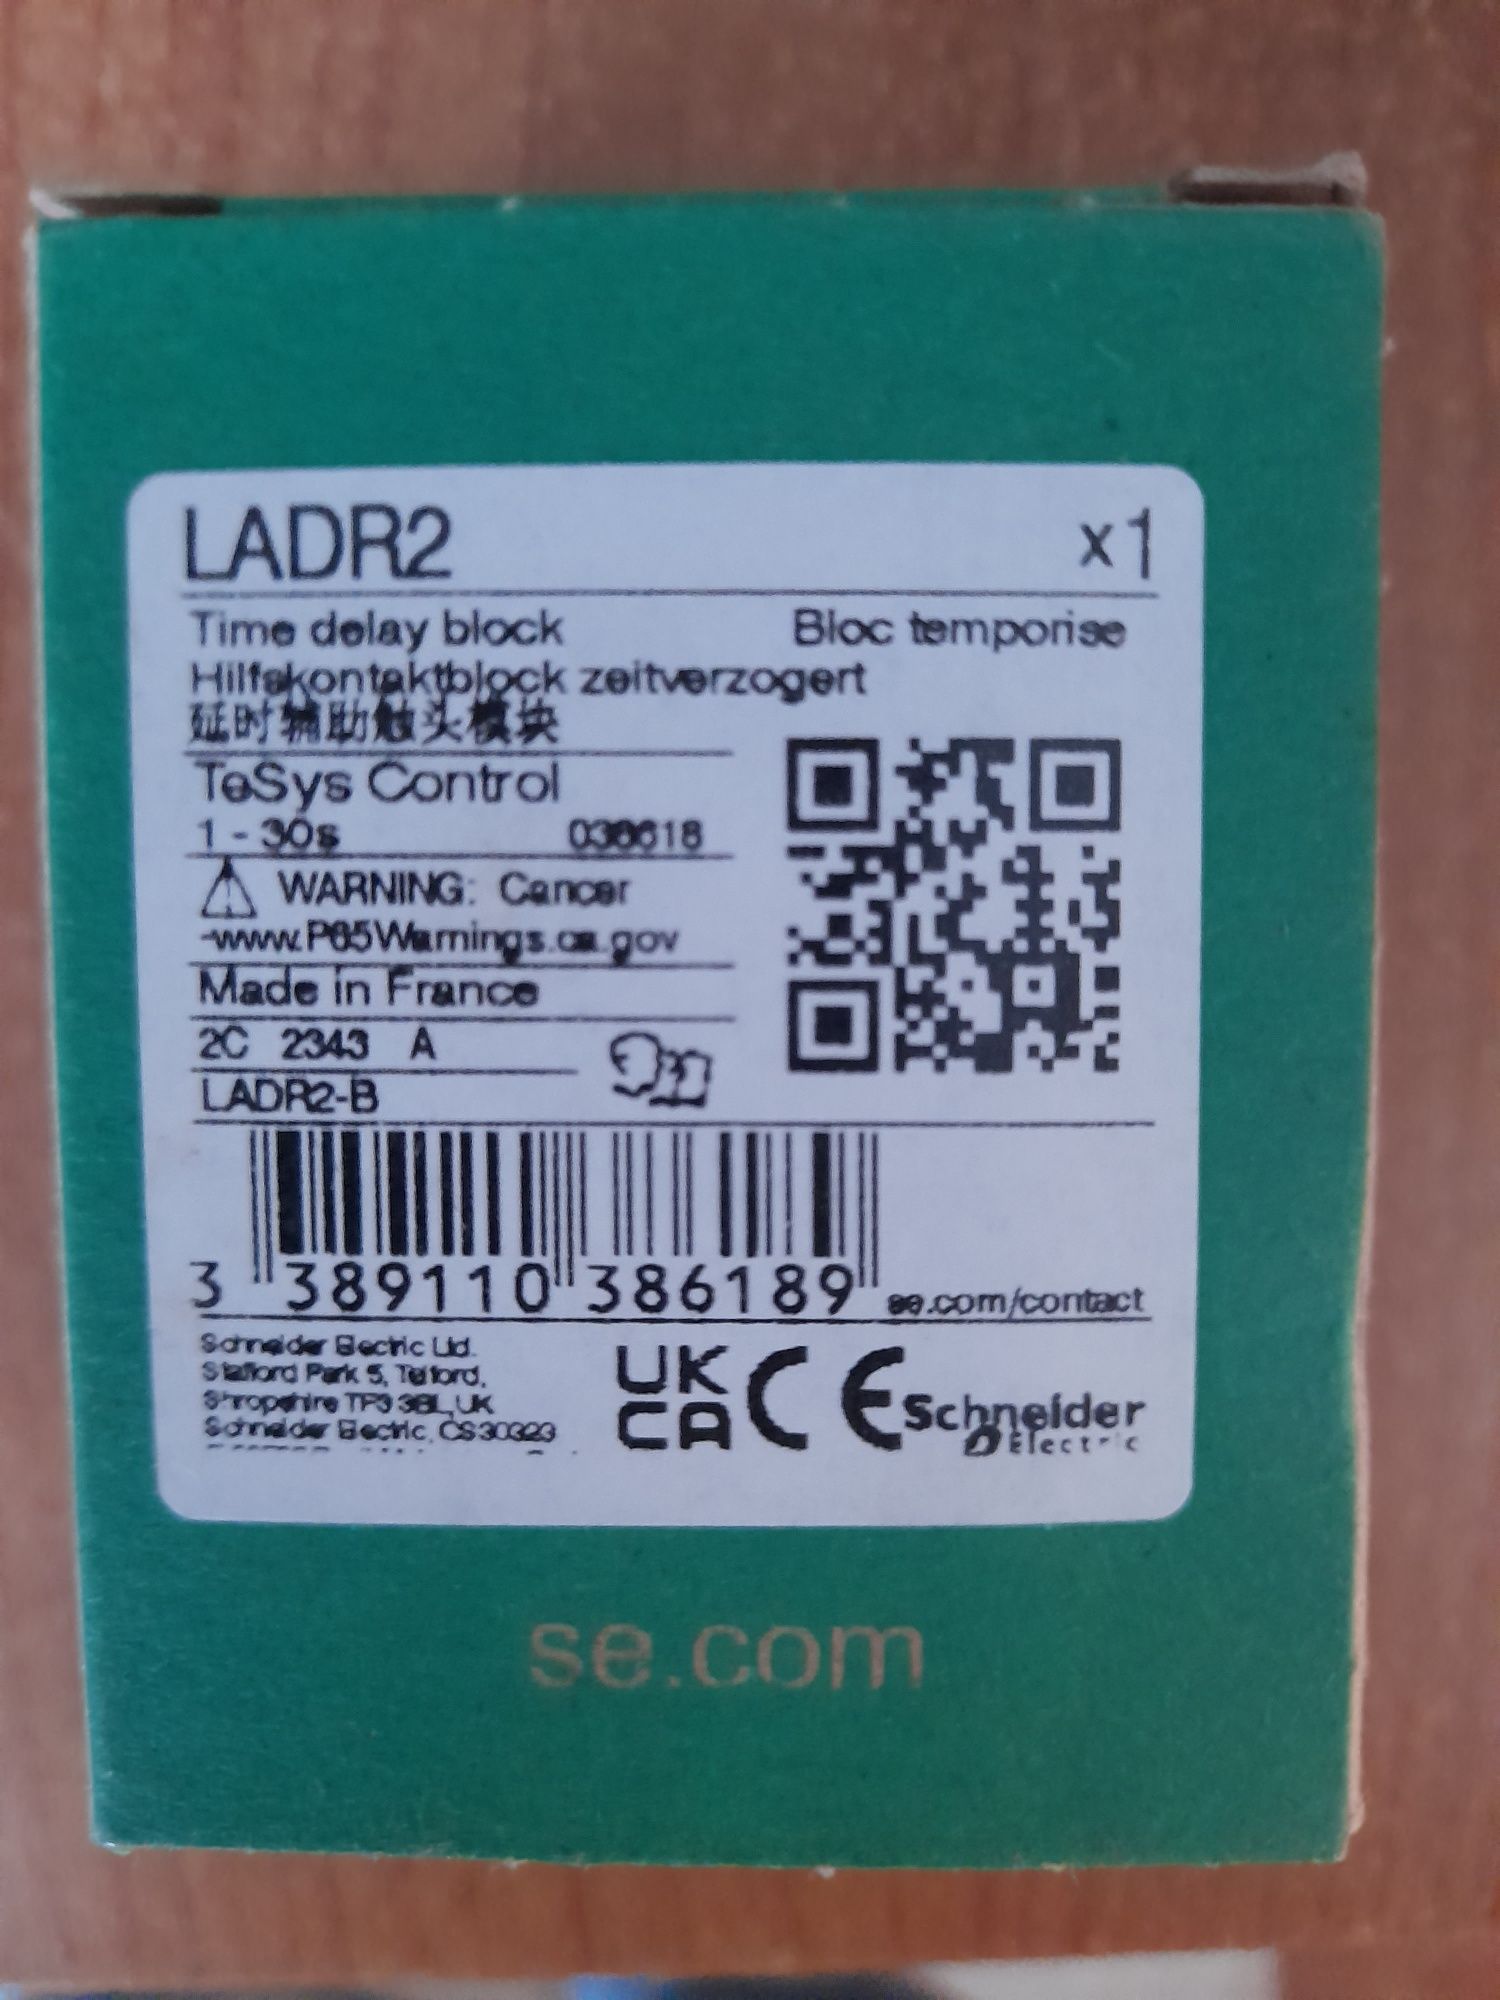 LADR2 x1
Time delay block Bloc temporise
Hilfskontaktblock zeitverzogert
延时辅助触头模块
TeSys Control
1 - 30s 038618
WARNING: Cancer
-www.P65Warnings.ca.gov
Made in France
2C 2343 A
LADR2-B
3 389110 386189 se.com/contact
Schneider Electric Ltd.
Stafford Park 5, Telford,
Shropshire TF3 3BL, UK
Schneider Electric, CS30323
UK
CA CE Schneider
Electric
se.com